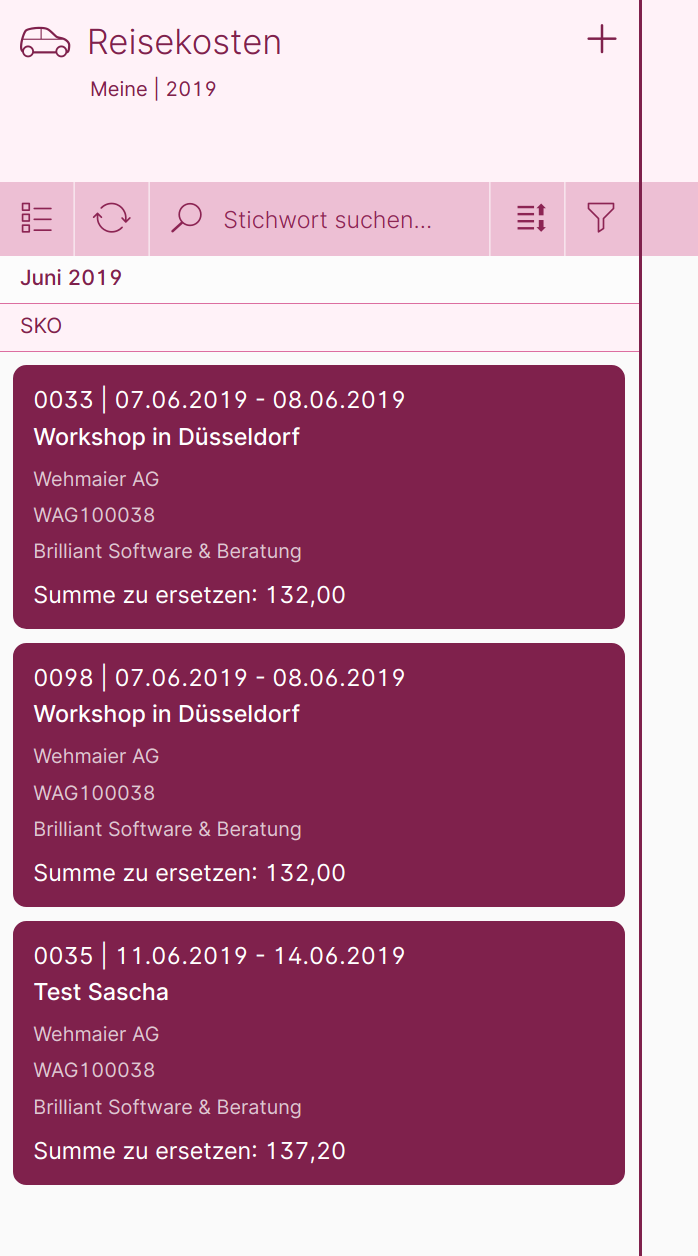 Reisekosten
Meine | 2019
Stichwort suchen...
Juni 2019
SKO
0033 | 07.06.2019 - 08.06.2019
Workshop in Düsseldorf
Wehmaier AG
WAG100038
Brilliant Software & Beratung
Summe zu ersetzen: 132,00
0098 | 07.06.2019 - 08.06.2019
Workshop in Düsseldorf
Wehmaier AG
WAG100038
Brilliant Software & Beratung
Summe zu ersetzen: 132,00
0035 | 11.06.2019 - 14.06.2019
Test Sascha
Wehmaier AG
WAG100038
Brilliant Software & Beratung
Summe zu ersetzen: 137,20